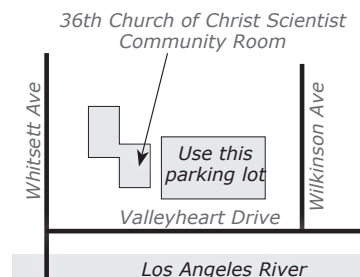 36th Church of Christ Scientist
Community Room
Whitsett Ave
Wilkinson Ave
Use this
parking lot
Valleyheart Drive
Los Angeles River